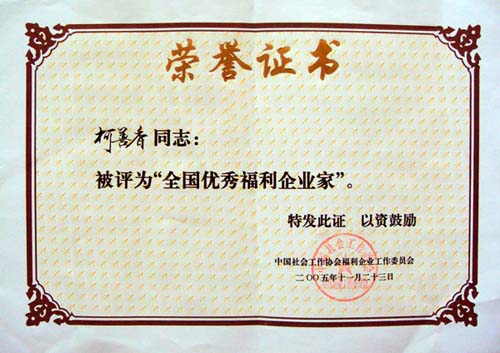 荣誉证书
柯善香同志：
被评为“全国优秀福利企业家”。
特发此证 以资鼓励
中国社会工作协会福利企业工作委员会
二〇〇五年十一月二十三日